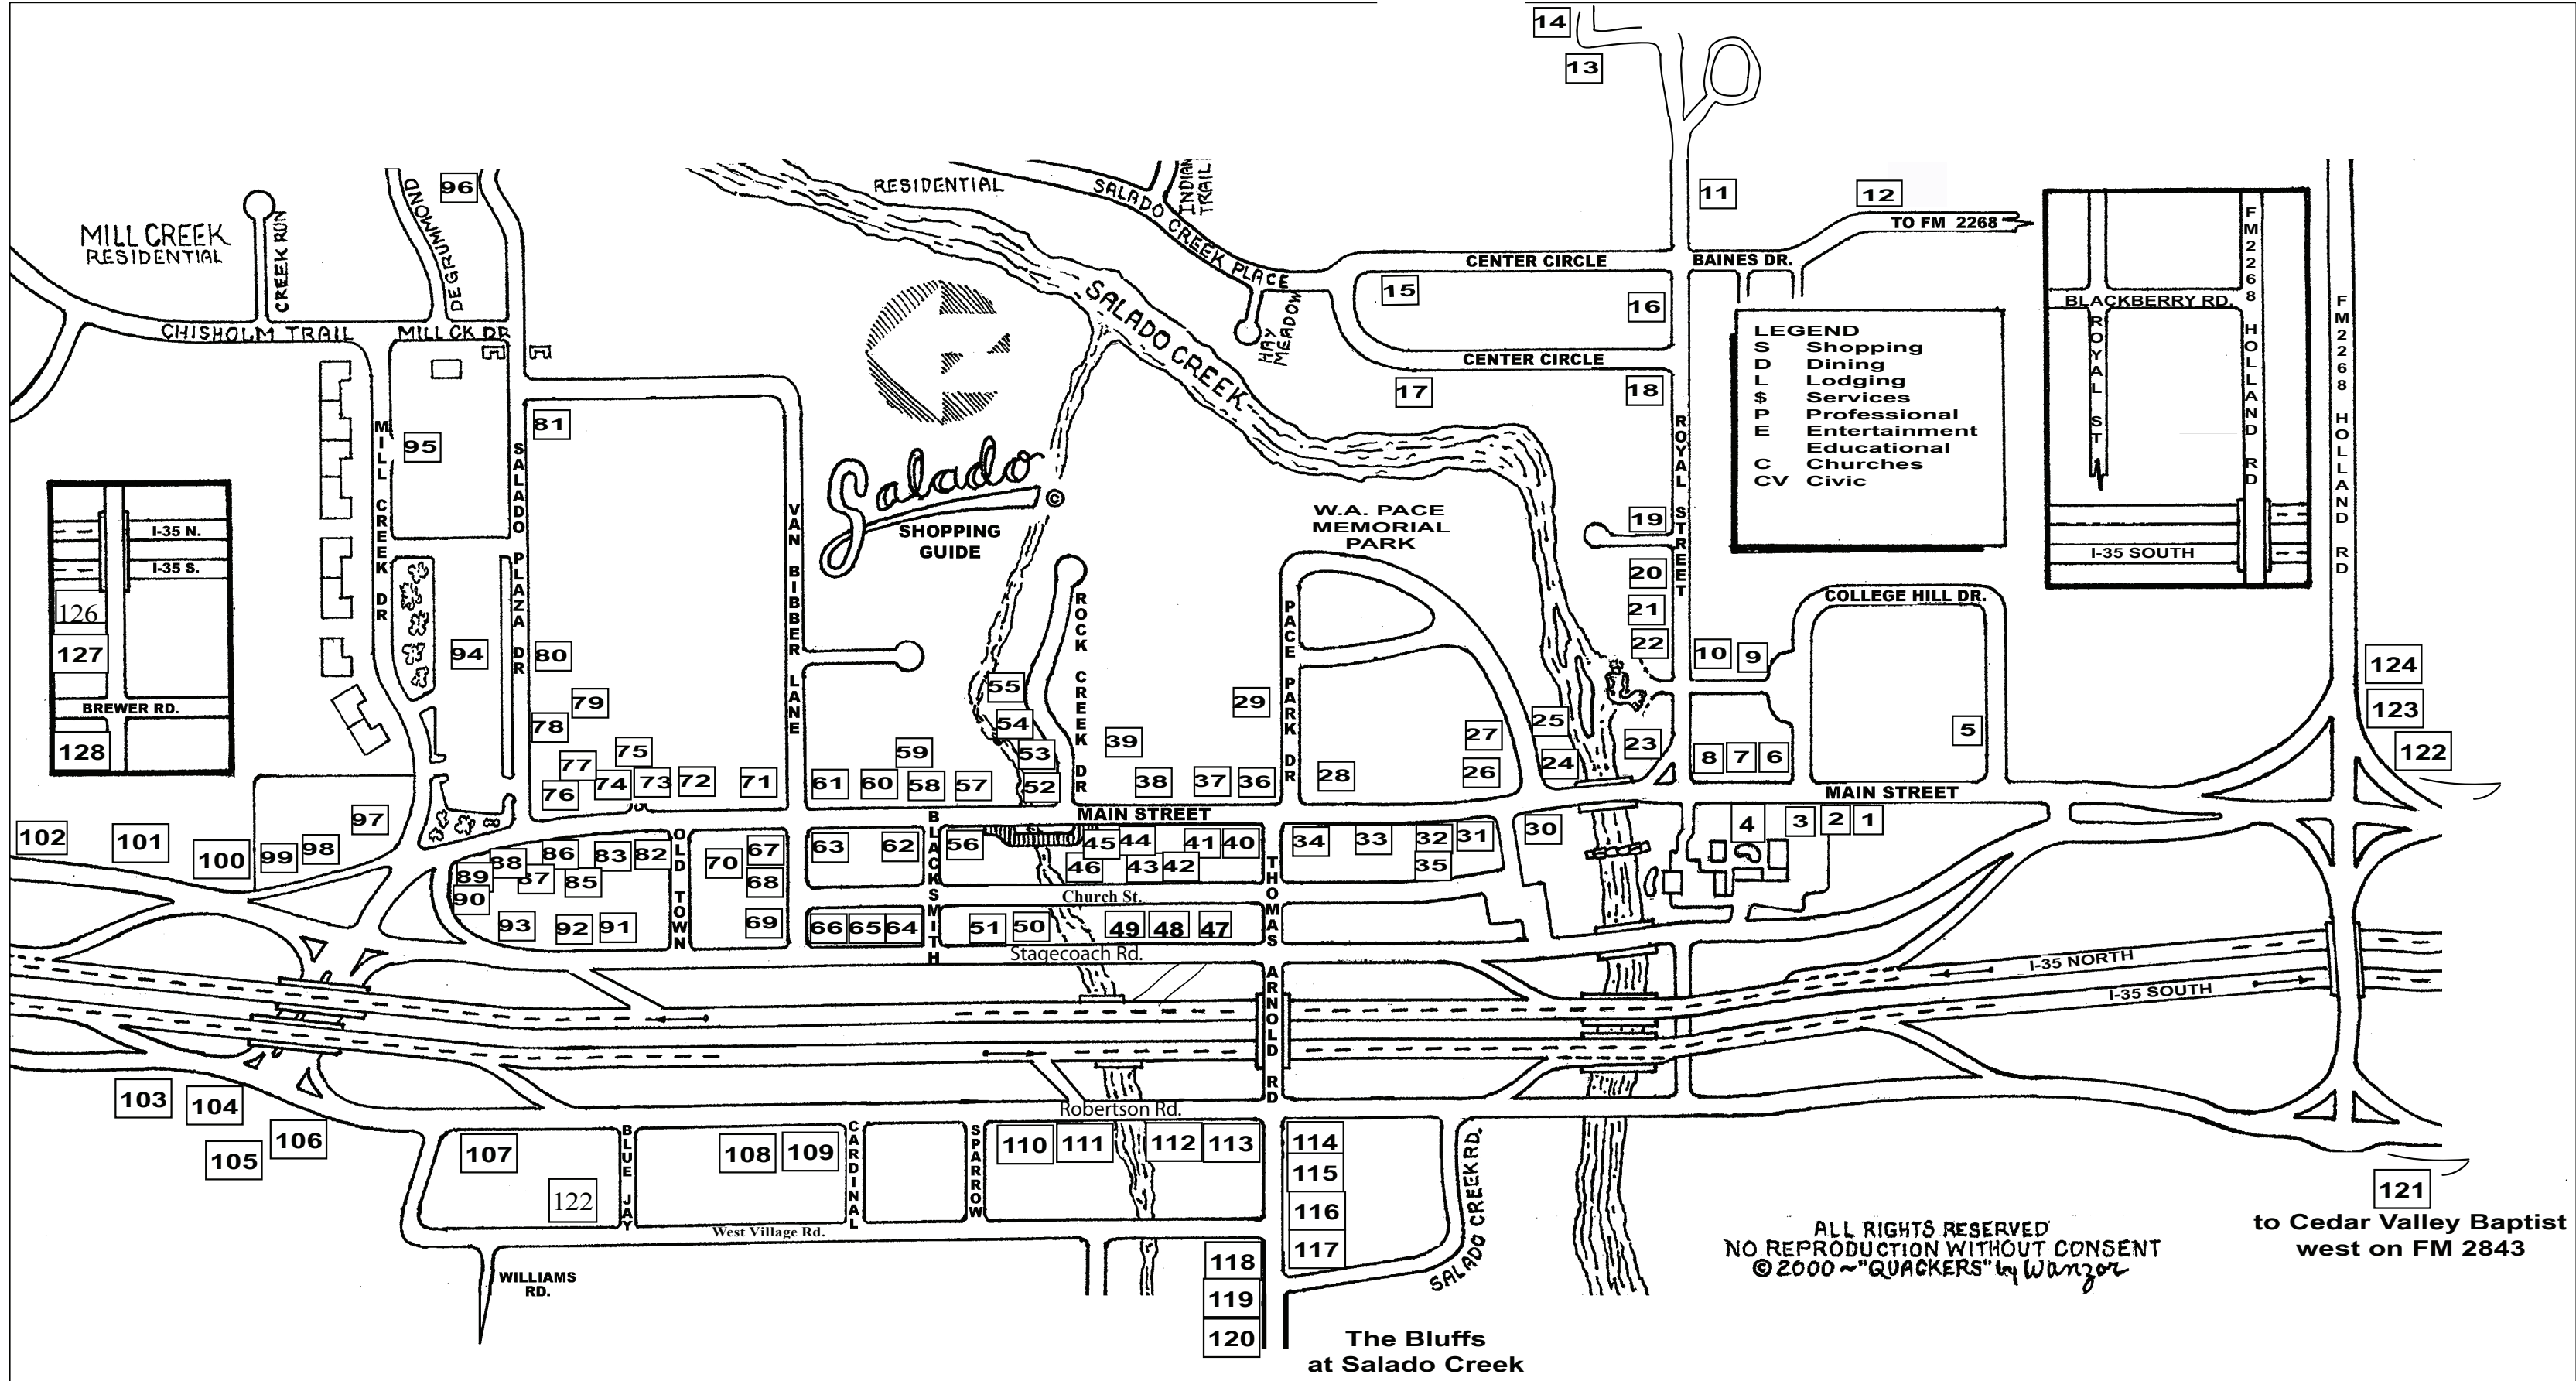 14
13
96
DEGRUMMOND
RESIDENTIAL
SALADO CREEK PLACE
INDIAN
TRAIL
11
12
TO FM 2268
MILL CREEK
RESIDENTIAL
CREEK RUN
CENTER CIRCLE
BAINES DR.
15
16
HAY
MEADOW
SALADO CREEK
CHISHOLM TRAIL
MILL CK DR
CENTER CIRCLE
17
18
LEGEND
S Shopping
D Dining
L Lodging
$ Services
P Professional
E Entertainment
Educational
C Churches
CV Civic
FM2268 HOLLAND RD
BLACKBERRY RD.
ROYAL ST
I-35 SOUTH
FM2268 HOLLAND RD
81
95
MILL CREEK DR
SALADO PLAZA DR
VAN BIBBER LANE
Salado ©
SHOPPING
GUIDE
W.A. PACE
MEMORIAL
PARK
ROYAL STREET
19
20
21
22
COLLEGE HILL DR.
I-35 N.
I-35 S.
126
127
BREWER RD.
128
94
80
79
78
77
75
76
74
73
72
71
61
60
59
58
57
55
54
53
52
ROCK CREEK DR
39
38
37
36
29
PACE PARK DR
28
27
26
25
24
23
10
9
8
7
6
5
124
123
122
MAIN STREET
MAIN STREET
102
101
100
99
98
97
89
88
86
83
82
90
87
85
93
92
91
OLD TOWN
70
67
68
69
63
62
66
65
64
BLACKSMITH
56
45
44
41
40
46
43
42
Church St.
51
50
49
48
47
Stagecoach Rd.
THOMAS ARNOLD RD
34
33
32
31
35
30
4
3
2
1
I-35 NORTH
I-35 SOUTH
103
104
105
106
Robertson Rd.
107
122
BLUE JAY
108
109
CARDINAL
SPARROW
110
111
112
113
114
115
116
117
SALADO CREEK RD.
West Village Rd.
WILLIAMS
RD.
118
119
120
The Bluffs
at Salado Creek
ALL RIGHTS RESERVED
NO REPRODUCTION WITHOUT CONSENT
© 2000 ~ "QUACKERS" by Wanzor
121
to Cedar Valley Baptist
west on FM 2843